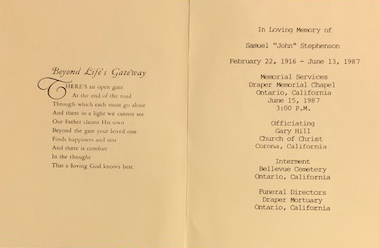 Beyond Life's Gateway
THERE'S an open gate
At the end of the road
Through which each must go alone
And there in a light we cannot see
Our Father claims His own
Beyond the gate your loved one
Finds happiness and rest
And there is comfort
In the thought
That a loving God knows best.
In Loving Memory of
Samuel "John" Stephenson
February 22, 1916 - June 13, 1987
Memorial Services
Draper Memorial Chapel
Ontario, California
June 15, 1987
3:00 P.M.
Officiating
Gary Hill
Church of Christ
Corona, California
Interment
Bellevue Cemetery
Ontario, California
Funeral Directors
Draper Mortuary
Ontario, California